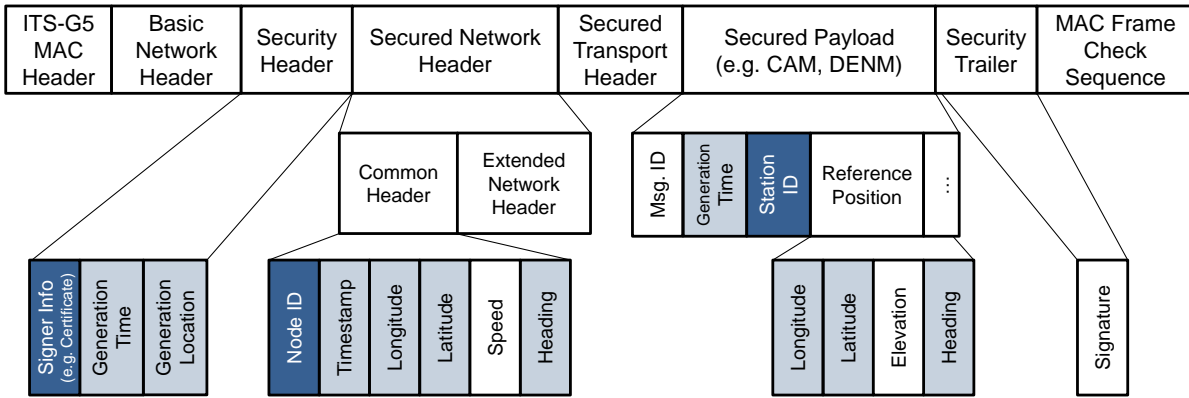 ITS-G5
MAC
Header
Basic
Network
Header
Security
Header
Secured Network
Header
Secured
Transport
Header
Secured Payload
(e.g. CAM, DENM)
Security
Trailer
MAC Frame
Check
Sequence
Common
Header
Extended
Network
Header
Msg. ID
Generation
Time
Station
ID
Reference
Position
...
Signer Info
(e.g. Certificate)
Generation
Time
Generation
Location
Node ID
Timestamp
Longitude
Latitude
Speed
Heading
Longitude
Latitude
Elevation
Heading
Signature